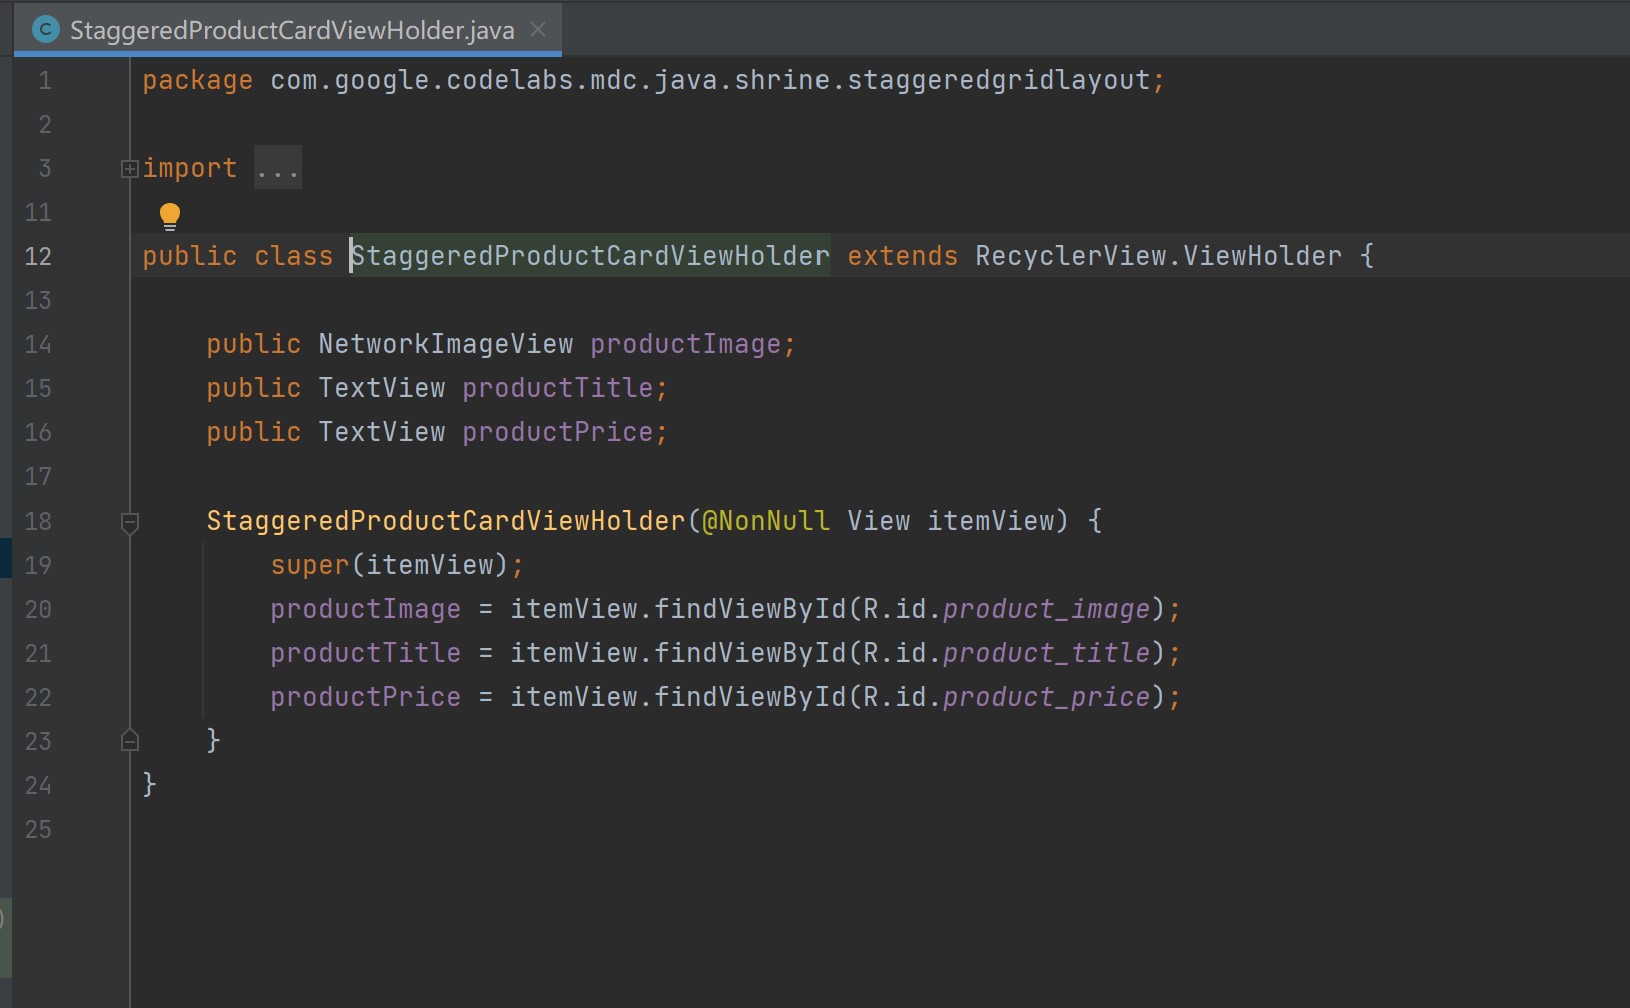 StaggeredProductCardViewHolder.java
1 package com.google.codelabs.mdc.java.shrine.staggeredgridlayout;
2
3 import ...
11
12 public class StaggeredProductCardViewHolder extends RecyclerView.ViewHolder {
13
14 public NetworkImageView productImage;
15 public TextView productTitle;
16 public TextView productPrice;
17
18 StaggeredProductCardViewHolder(@NonNull View itemView) {
19 super(itemView);
20 productImage = itemView.findViewById(R.id.product_image);
21 productTitle = itemView.findViewById(R.id.product_title);
22 productPrice = itemView.findViewById(R.id.product_price);
23 }
24 }
25